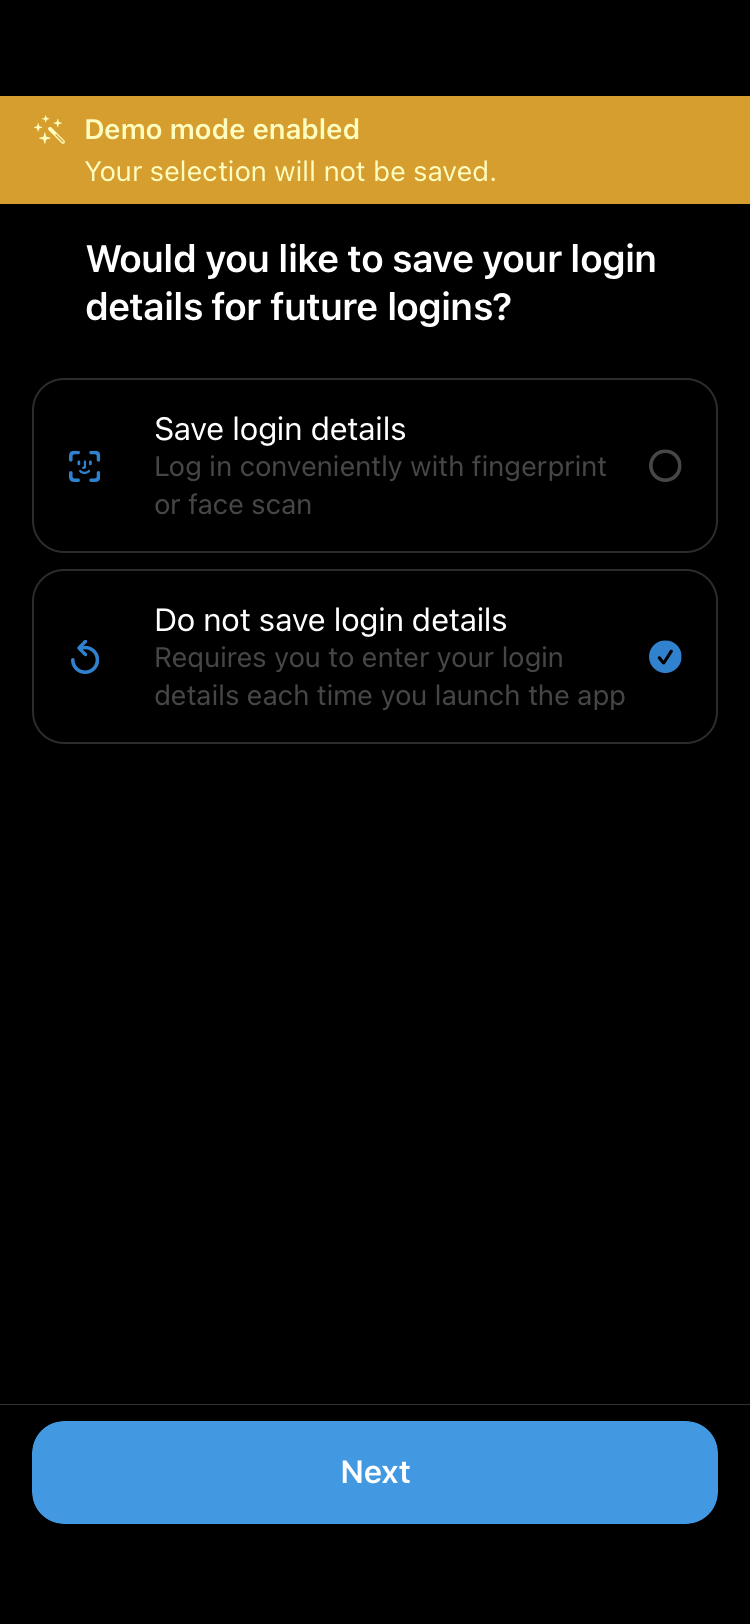 Demo mode enabled
Your selection will not be saved.
Would you like to save your login
details for future logins?
Save login details
Log in conveniently with fingerprint
or face scan
Do not save login details
Requires you to enter your login
details each time you launch the app
Next